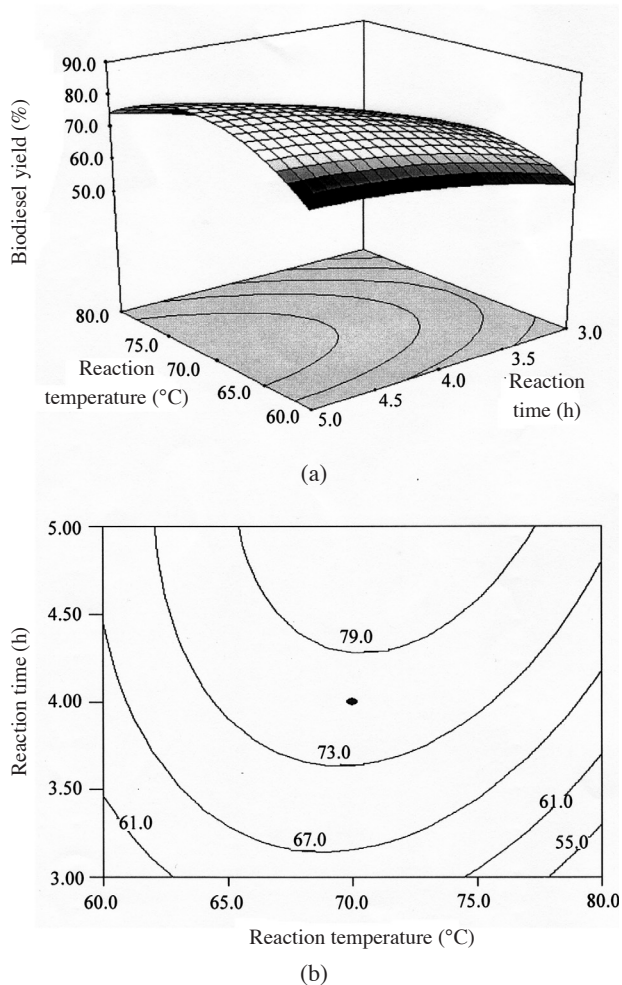 90.0
80.0
70.0
60.0
50.0
Biodiesel yield (%)
80.0
75.0
70.0
65.0
60.0
Reaction
temperature (°C)
5.0
4.5
4.0
3.5
3.0
Reaction
time (h)
(a)
5.00
4.50
4.00
3.50
3.00
Reaction time (h)
79.0
73.0
67.0
61.0
61.0
55.0
60.0 65.0 70.0 75.0 80.0
Reaction temperature (°C)
(b)